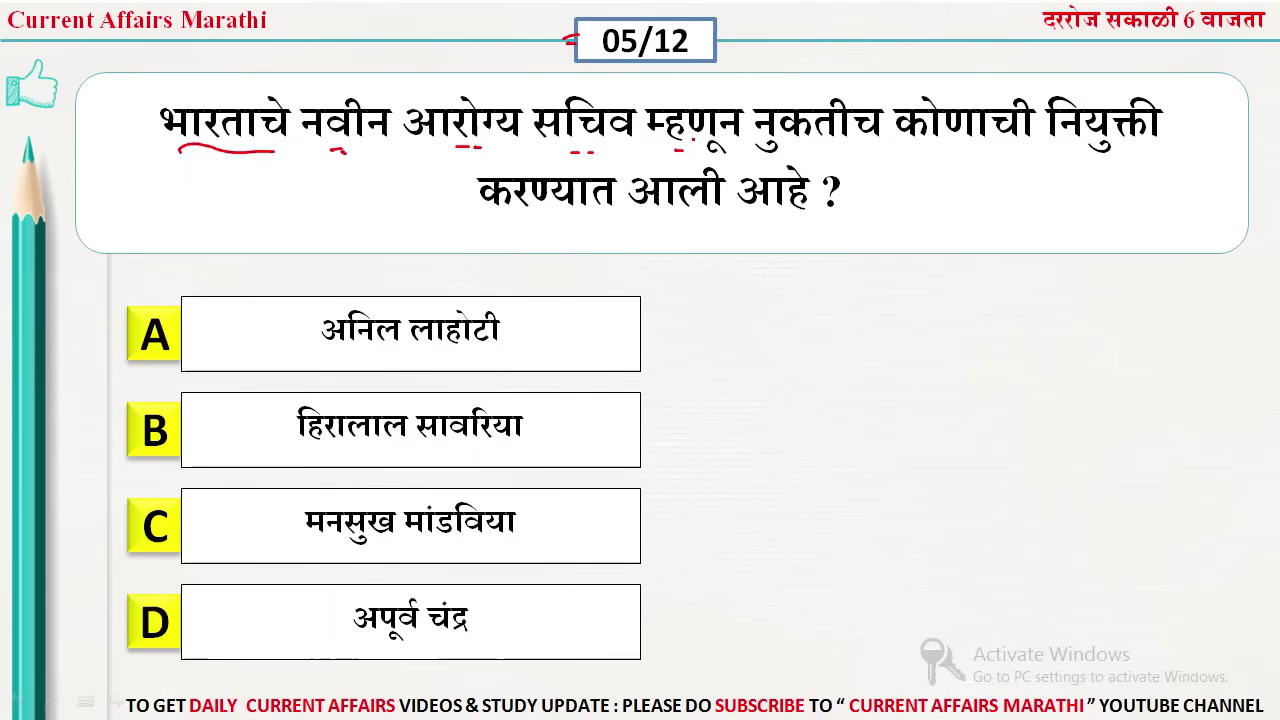 Current Affairs Marathi
दररोज सकाळी 6 वाजता
05/12
भारताचे नवीन आरोग्य सचिव म्हणून नुकतीच कोणाची नियुक्ती
करण्यात आली आहे ?
A अनिल लाहोटी
B हिरालाल सावरिया
C मनसुख मांडविया
D अपूर्व चंद्र
Activate Windows
Go to PC settings to activate Windows.
TO GET DAILY CURRENT AFFAIRS VIDEOS & STUDY UPDATE : PLEASE DO SUBSCRIBE TO “ CURRENT AFFAIRS MARATHI ” YOUTUBE CHANNEL